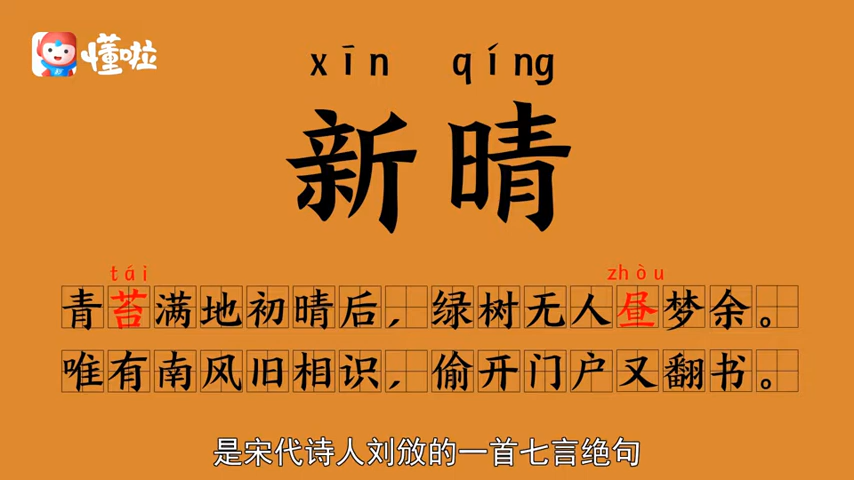 懂啦
xīn qíng
新晴
tái zhòu
青苔满地初晴后，绿树无人昼梦余。
唯有南风旧相识，偷开门户又翻书。
是宋代诗人刘攽的一首七言绝句